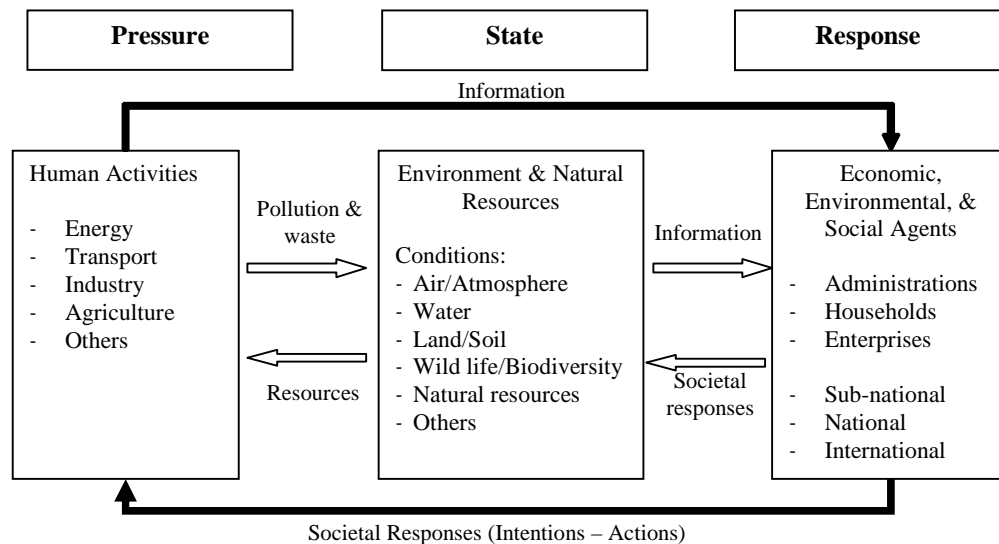 Pressure
State
Response
Information
Human Activities
- Energy
- Transport
- Industry
- Agriculture
- Others
Pollution &
waste
Resources
Environment & Natural
Resources
Conditions:
- Air/Atmosphere
- Water
- Land/Soil
- Wild life/Biodiversity
- Natural resources
- Others
Information
Societal
responses
Economic,
Environmental, &
Social Agents
- Administrations
- Households
- Enterprises
- Sub-national
- National
- International
Societal Responses (Intentions – Actions)